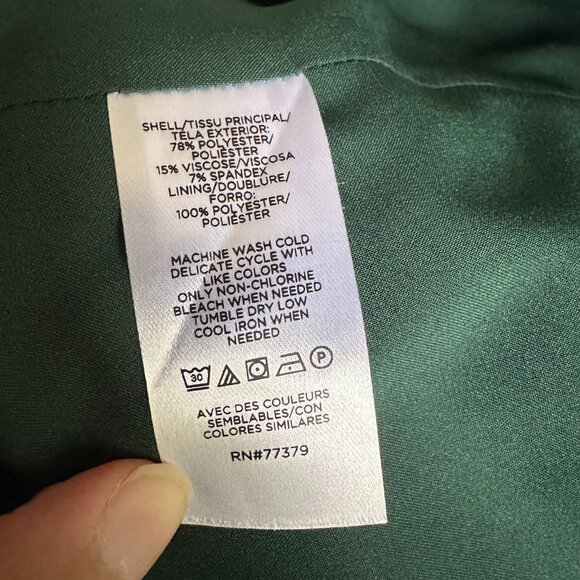 SHELL/TISSU PRINCIPAL/
TELA EXTERIOR:
78% POLYESTER/
POLIÉSTER
15% VISCOSE/VISCOSA
7% SPANDEX
LINING/DOUBLURE/
FORRO:
100% POLYESTER/
POLIÉSTER
MACHINE WASH COLD
DELICATE CYCLE WITH
LIKE COLORS
ONLY NON-CHLORINE
BLEACH WHEN NEEDED
TUMBLE DRY LOW
COOL IRON WHEN
NEEDED
30 P
AVEC DES COULEURS
SEMBLABLES/CON
COLORES SIMILARES
RN#77379